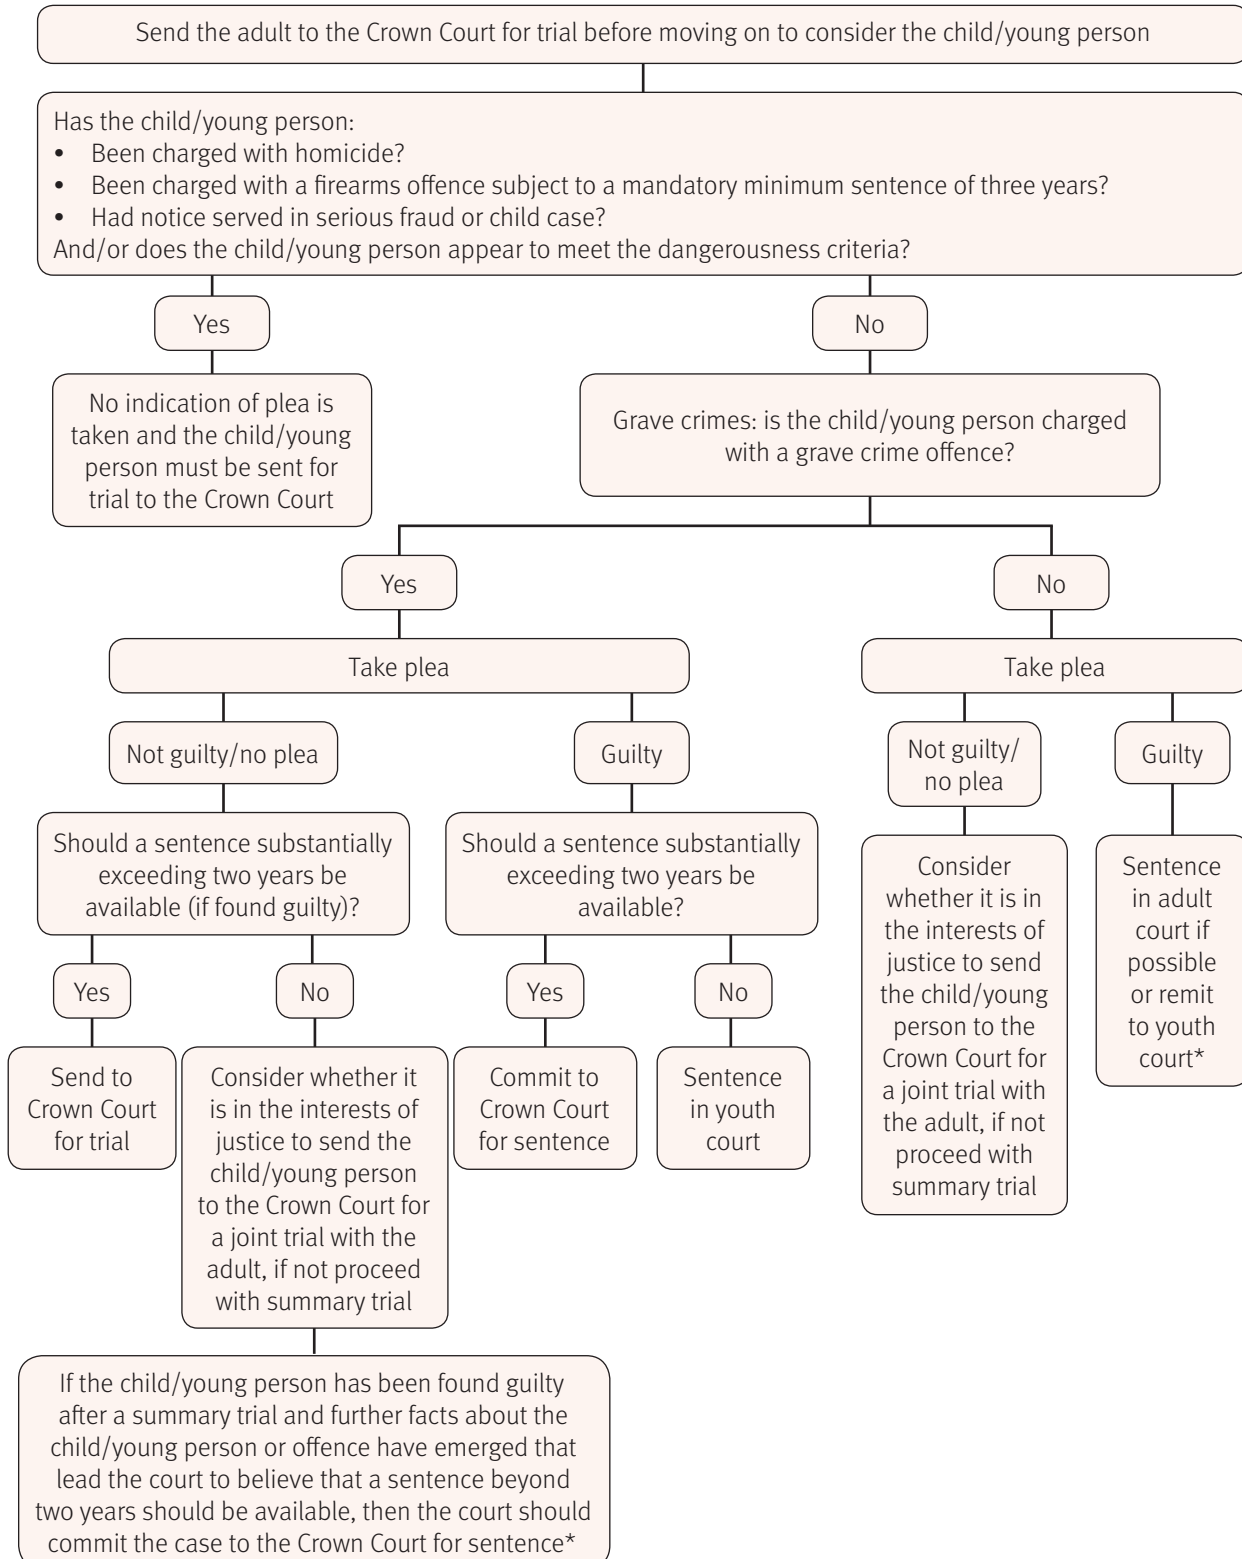 Send the adult to the Crown Court for trial before moving on to consider the child/young person
Has the child/young person:
• Been charged with homicide?
• Been charged with a firearms offence subject to a mandatory minimum sentence of three years?
• Had notice served in serious fraud or child case?
And/or does the child/young person appear to meet the dangerousness criteria?
Yes
No
No indication of plea is
taken and the child/young
person must be sent for
trial to the Crown Court
Grave crimes: is the child/young person charged
with a grave crime offence?
Yes
No
Take plea
Take plea
Not guilty/no plea
Guilty
Not guilty/
no plea
Guilty
Should a sentence substantially
exceeding two years be
available (if found guilty)?
Should a sentence substantially
exceeding two years be
available?
Consider
whether it is in
the interests of
justice to send
the child/young
person to the
Crown Court for
a joint trial with
the adult, if not
proceed with
summary trial
Sentence
in adult
court if
possible
or remit
to youth
court*
Yes
No
Yes
No
Send to
Crown Court
for trial
Consider whether it
is in the interests of
justice to send the
child/young person
to the Crown Court for
a joint trial with the
adult, if not proceed
with summary trial
Commit to
Crown Court
for sentence
Sentence
in youth
court
If the child/young person has been found guilty
after a summary trial and further facts about the
child/young person or offence have emerged that
lead the court to believe that a sentence beyond
two years should be available, then the court should
commit the case to the Crown Court for sentence*